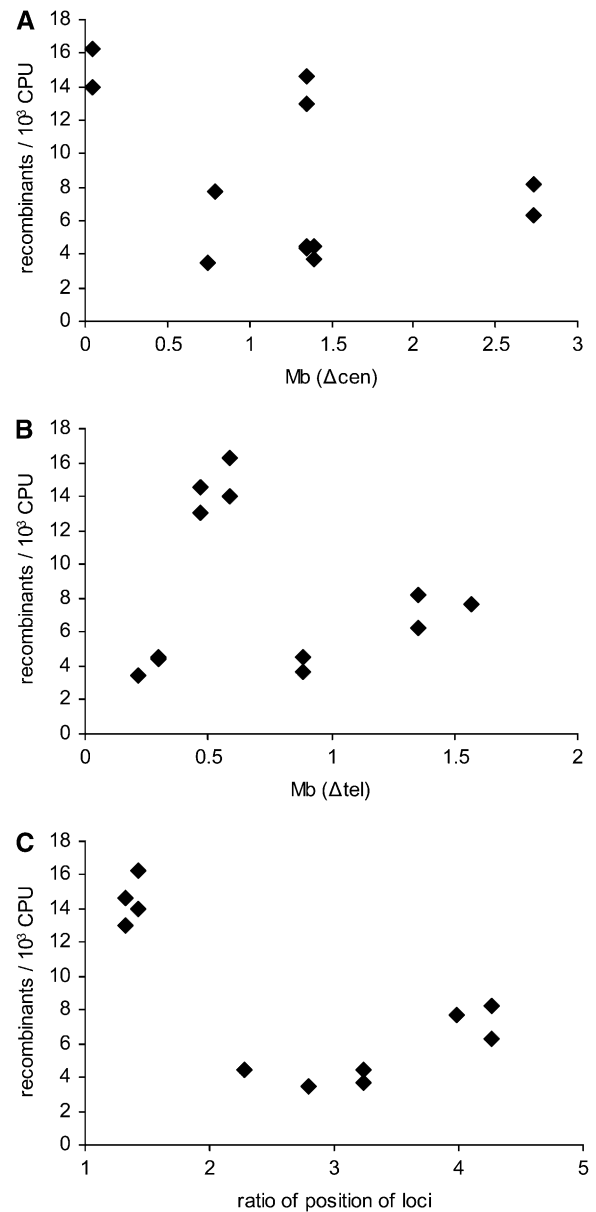 A
18
16
14
12
10
8
6
4
2
0
recombinants / 10³ CPU
0 0.5 1 1.5 2 2.5 3
Mb (Δcen)
B
18
16
14
12
10
8
6
4
2
0
recombinants / 10³ CPU
0 0.5 1 1.5 2
Mb (Δtel)
C
18
16
14
12
10
8
6
4
2
0
recombinants / 10³ CPU
1 2 3 4 5
ratio of position of loci